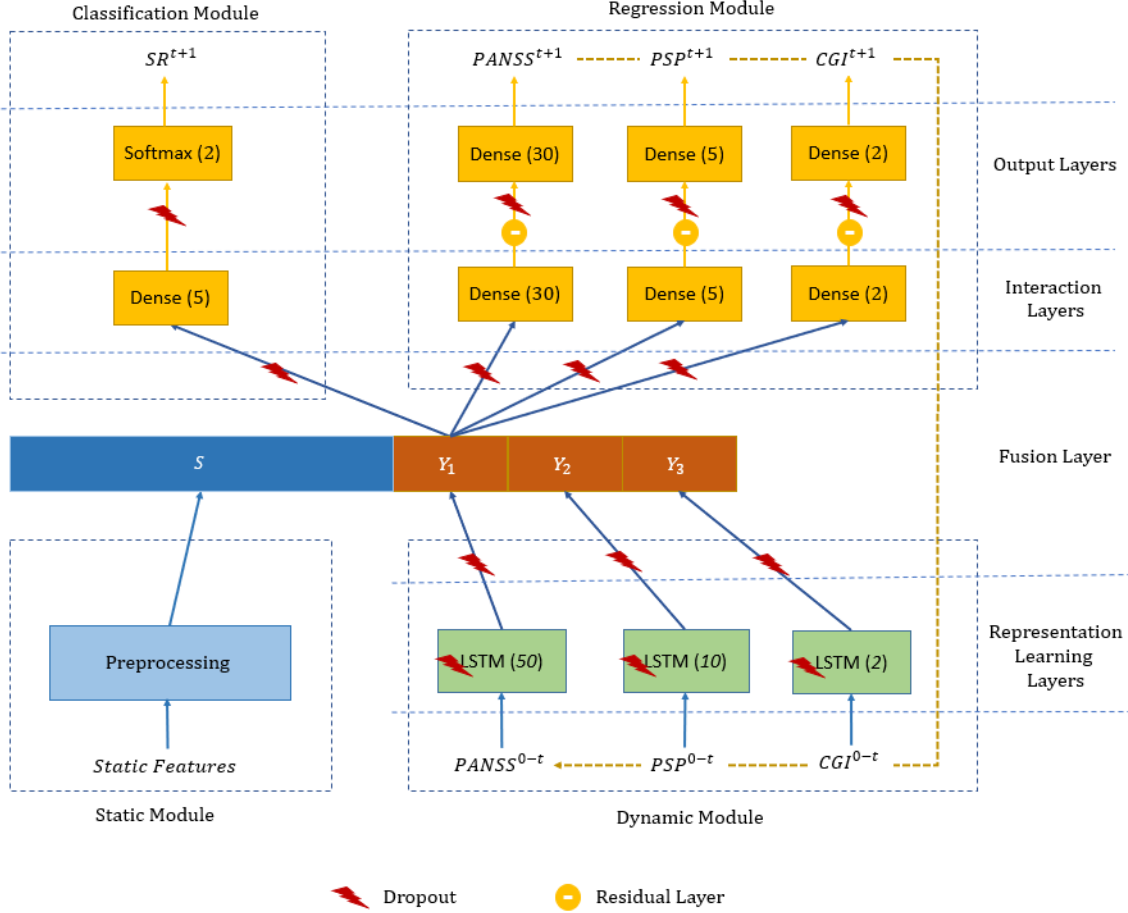 Classification Module
Regression Module
SR^{t+1}
PANSS^{t+1}
PSP^{t+1}
CGI^{t+1}
Softmax (2)
Dense (30)
Dense (5)
Dense (2)
Output Layers
Dense (5)
Dense (30)
Dense (5)
Dense (2)
Interaction
Layers
S
Y_1
Y_2
Y_3
Fusion Layer
Preprocessing
LSTM (50)
LSTM (10)
LSTM (2)
Representation
Learning
Layers
Static Features
PANSS^{0-t}
PSP^{0-t}
CGI^{0-t}
Static Module
Dynamic Module
Dropout
Residual Layer